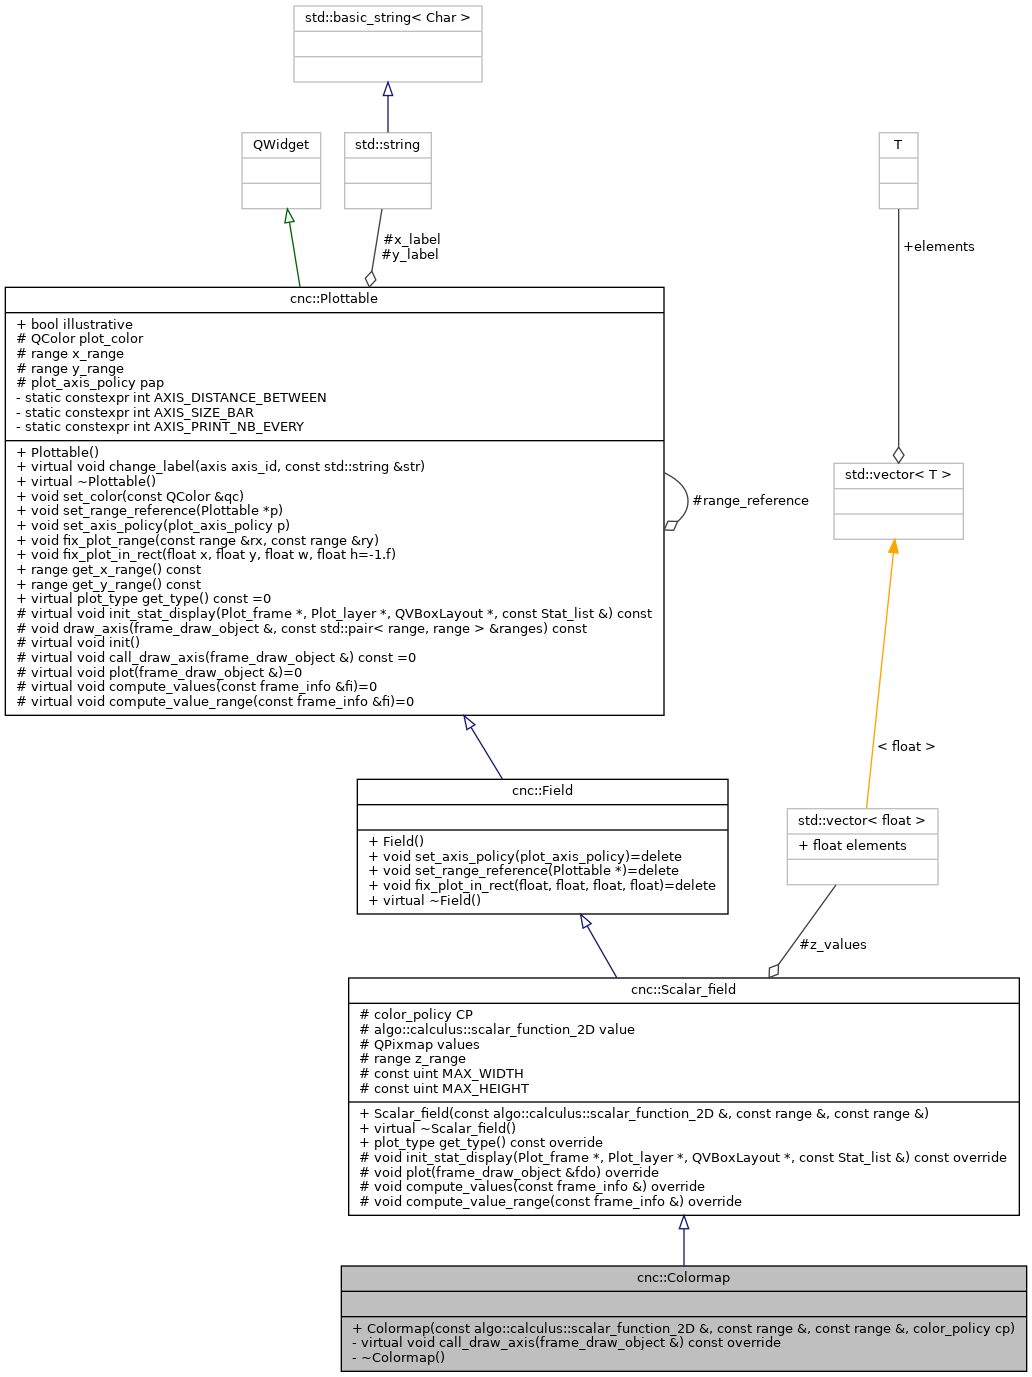 std::basic_string< Char >
QWidget
std::string
T
#x_label
#y_label
+elements
cnc::Plottable
+ bool illustrative
# QColor plot_color
# range x_range
# range y_range
# plot_axis_policy pap
- static constexpr int AXIS_DISTANCE_BETWEEN
- static constexpr int AXIS_SIZE_BAR
- static constexpr int AXIS_PRINT_NB_EVERY
+ Plottable()
+ virtual void change_label(axis axis_id, const std::string &str)
+ virtual ~Plottable()
+ void set_color(const QColor &qc)
+ void set_range_reference(Plottable *p)
+ void set_axis_policy(plot_axis_policy p)
+ void fix_plot_range(const range &rx, const range &ry)
+ void fix_plot_in_rect(float x, float y, float w, float h=-1.f)
+ range get_x_range() const
+ range get_y_range() const
+ virtual plot_type get_type() const =0
# virtual void init_stat_display(Plot_frame *, Plot_layer *, QVBoxLayout *, const Stat_list &) const
# void draw_axis(frame_draw_object &, const std::pair< range, range > &ranges) const
# virtual void init()
# virtual void call_draw_axis(frame_draw_object &) const =0
# virtual void plot(frame_draw_object &)=0
# virtual void compute_values(const frame_info &fi)=0
# virtual void compute_value_range(const frame_info &fi)=0
#range_reference
std::vector< T >
< float >
cnc::Field
+ Field()
+ void set_axis_policy(plot_axis_policy)=delete
+ void set_range_reference(Plottable *)=delete
+ void fix_plot_in_rect(float, float, float, float)=delete
+ virtual ~Field()
std::vector< float >
+ float elements
#z_values
cnc::Scalar_field
# color_policy CP
# algo::calculus::scalar_function_2D value
# QPixmap values
# range z_range
# const uint MAX_WIDTH
# const uint MAX_HEIGHT
+ Scalar_field(const algo::calculus::scalar_function_2D &, const range &, const range &)
+ virtual ~Scalar_field()
+ plot_type get_type() const override
# void init_stat_display(Plot_frame *, Plot_layer *, QVBoxLayout *, const Stat_list &) const override
# void plot(frame_draw_object &fdo) override
# void compute_values(const frame_info &) override
# void compute_value_range(const frame_info &) override
cnc::Colormap
+ Colormap(const algo::calculus::scalar_function_2D &, const range &, const range &, color_policy cp)
- virtual void call_draw_axis(frame_draw_object &) const override
- ~Colormap()